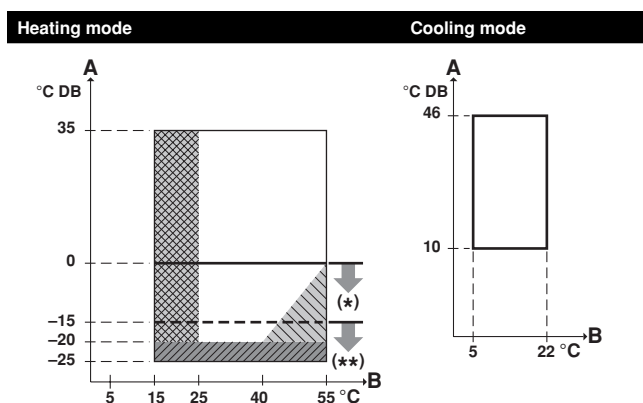 Heating mode
Cooling mode
A
°C DB
35
0
–15
–20
–25
(*)
(**)
B
5 15 25 40 55 °C
A
°C DB
46
10
B
5 22 °C